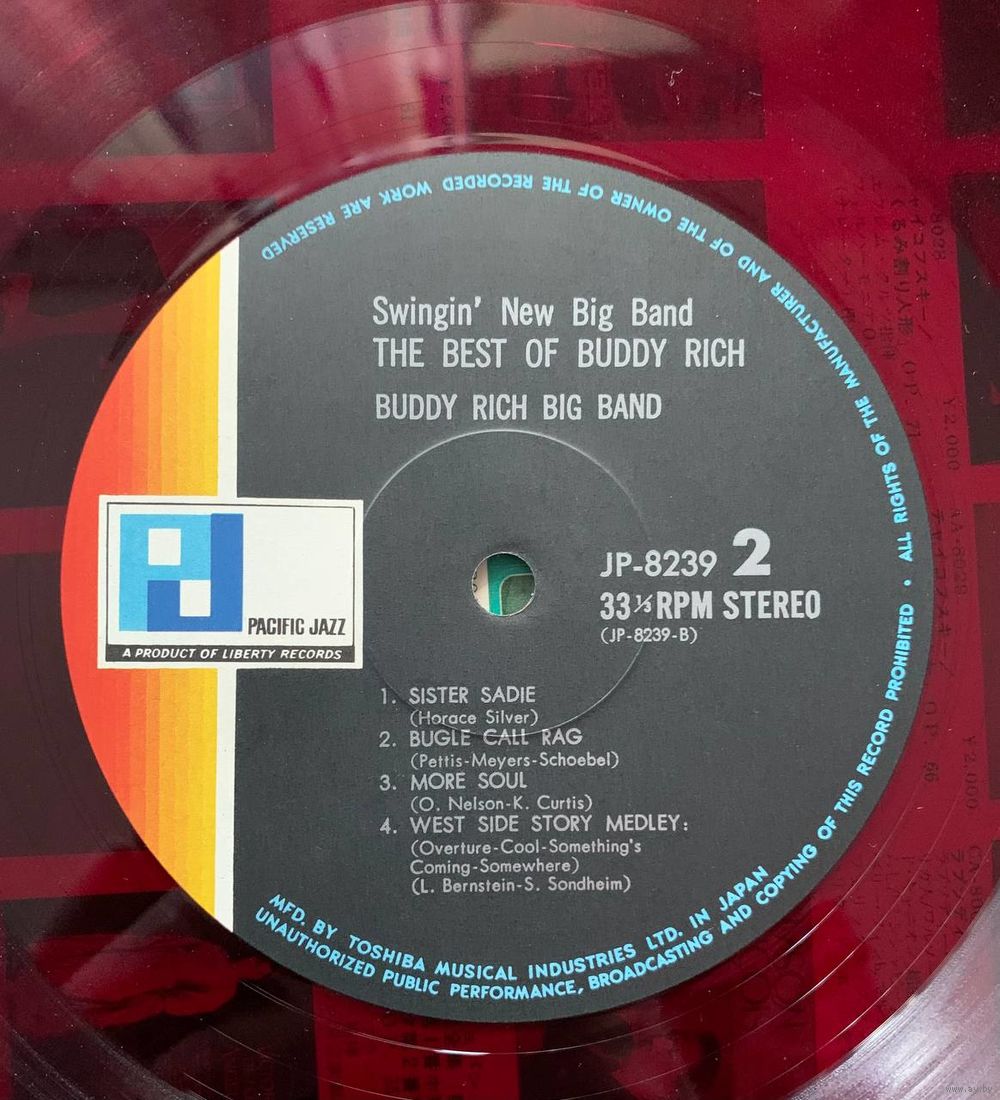 Swingin' New Big Band
THE BEST OF BUDDY RICH
BUDDY RICH BIG BAND
JP-8239 2
33⅓ RPM STEREO
(JP-8239-B)
PACIFIC JAZZ
A PRODUCT OF LIBERTY RECORDS
1. SISTER SADIE
(Horace Silver)
2. BUGLE CALL RAG
(Pettis-Meyers-Schoebel)
3. MORE SOUL
(O. Nelson-K. Curtis)
4. WEST SIDE STORY MEDLEY:
(Overture-Cool-Something's
Coming-Somewhere)
(L. Bernstein-S. Sondheim)
MFD. BY TOSHIBA MUSICAL INDUSTRIES LTD. IN JAPAN
UNAUTHORIZED PUBLIC PERFORMANCE, BROADCASTING AND COPYING OF THIS RECORD PROHIBITED • ALL RIGHTS OF THE MANUFACTURER AND OF THE OWNER OF THE RECORDED WORK ARE RESERVED
¥2,000
¥2,000